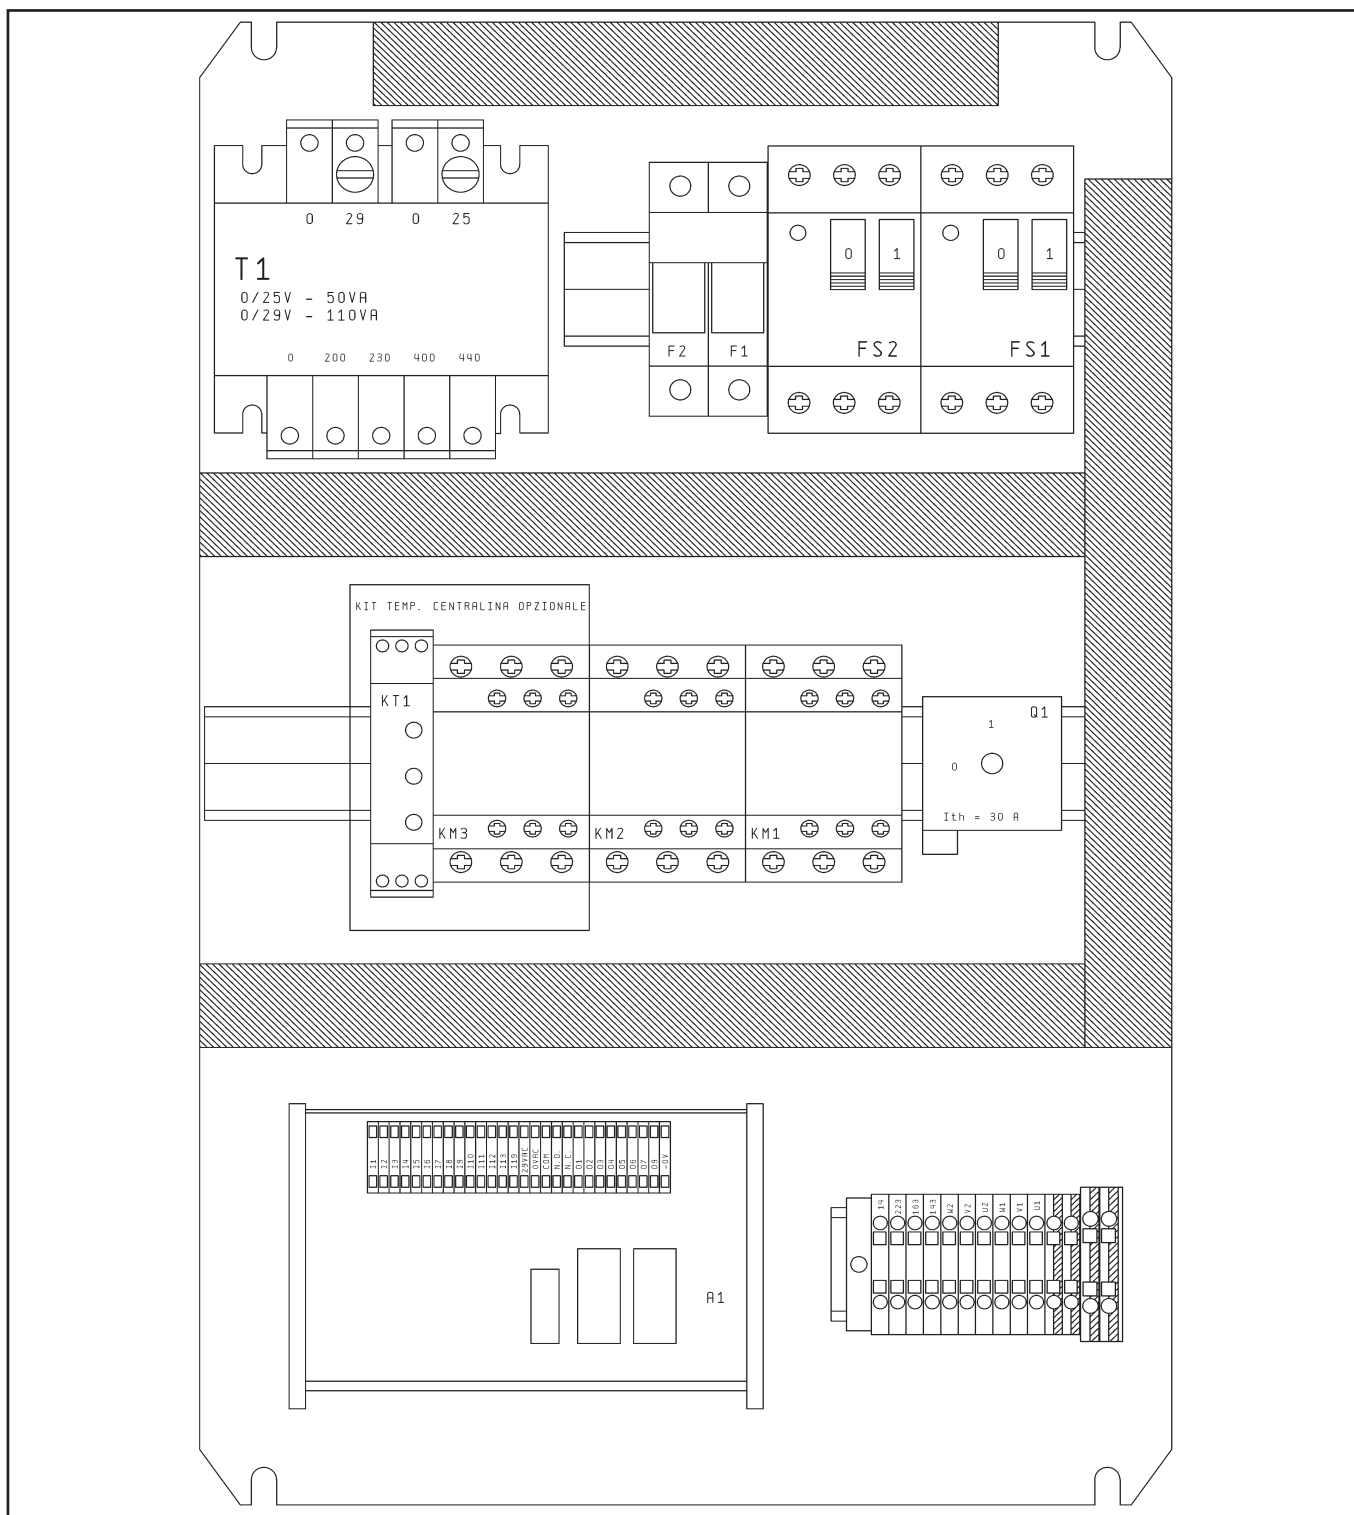 0 29 0 25
T1
0/25V - 50VA
0/29V - 110VA
0 200 230 400 440
0 1 0 1
F2 F1 FS2 FS1
KIT TEMP. CENTRALINA OPZIONALE
KT1
Q1
1
0
Ith = 30 A
KM3 KM2 KM1
I1 I2 I3 I4 I5 I6 I7 I8 I9 I10 I11 I12 I13 I19 29VAC 0VAC COM N.O. N.C. O1 O2 O3 O4 O5 O6 O7 O9 -0V
14 223 163 143 W2 V2 U2 W1 V1 U1
A1